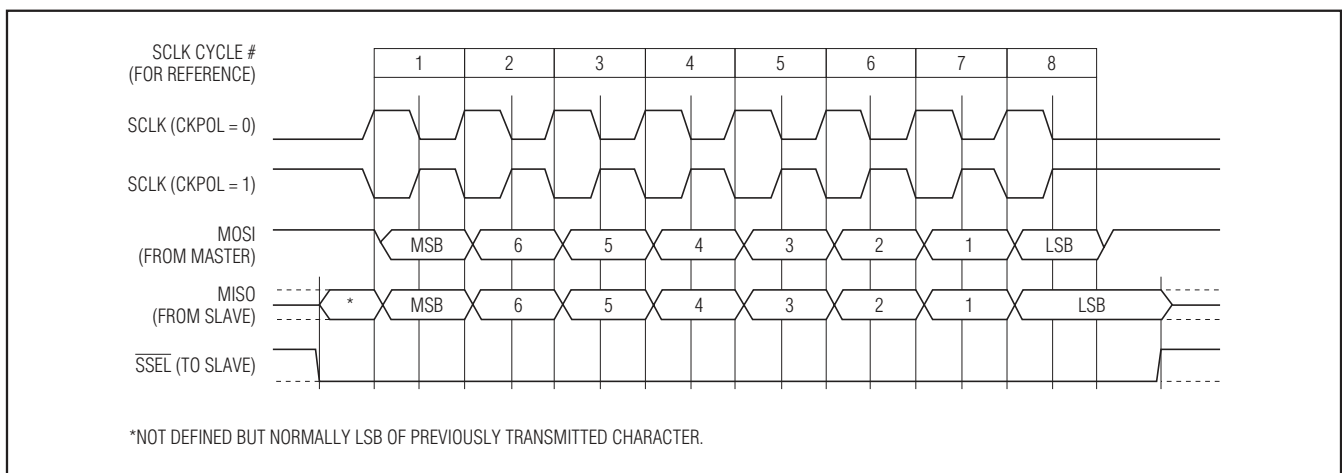 SCLK CYCLE #
(FOR REFERENCE)
1 2 3 4 5 6 7 8
SCLK (CKPOL = 0)
SCLK (CKPOL = 1)
MOSI
(FROM MASTER)
MSB 6 5 4 3 2 1 LSB
MISO
(FROM SLAVE)
* MSB 6 5 4 3 2 1 LSB
SSEL (TO SLAVE)
*NOT DEFINED BUT NORMALLY LSB OF PREVIOUSLY TRANSMITTED CHARACTER.